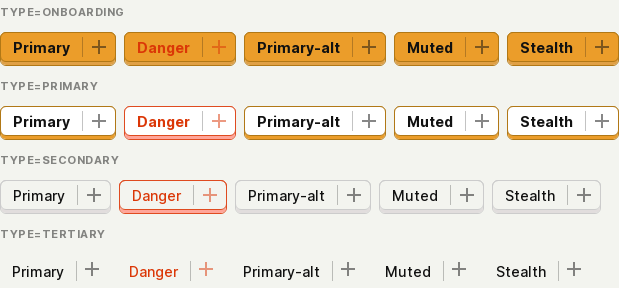 TYPE=ONBOARDING
Primary Danger Primary-alt Muted Stealth
TYPE=PRIMARY
Primary Danger Primary-alt Muted Stealth
TYPE=SECONDARY
Primary Danger Primary-alt Muted Stealth
TYPE=TERTIARY
Primary Danger Primary-alt Muted Stealth